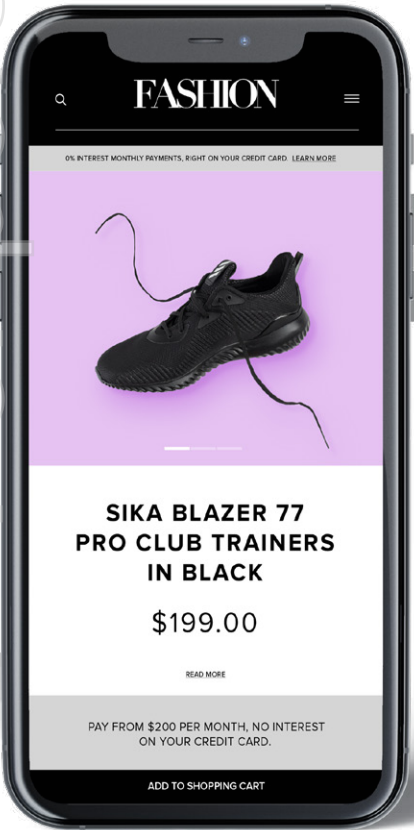 FASHION
0% INTEREST MONTHLY PAYMENTS, RIGHT ON YOUR CREDIT CARD. LEARN MORE
SIKA BLAZER 77
PRO CLUB TRAINERS
IN BLACK
$199.00
READ MORE
PAY FROM $200 PER MONTH, NO INTEREST
ON YOUR CREDIT CARD.
ADD TO SHOPPING CART